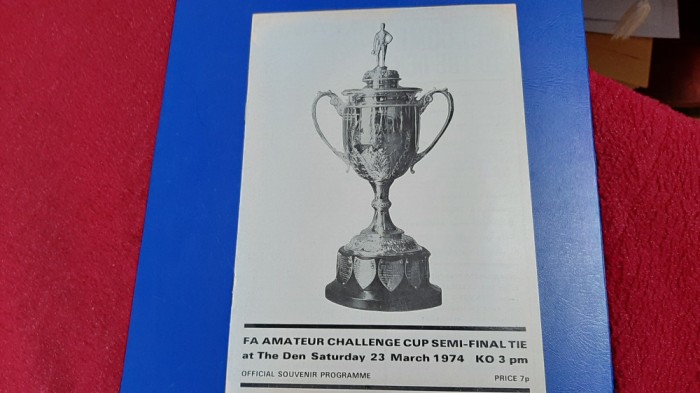 FA AMATEUR CHALLENGE CUP SEMI-FINAL TIE
at The Den Saturday 23 March 1974 KO 3 pm
OFFICIAL SOUVENIR PROGRAMME PRICE 7p